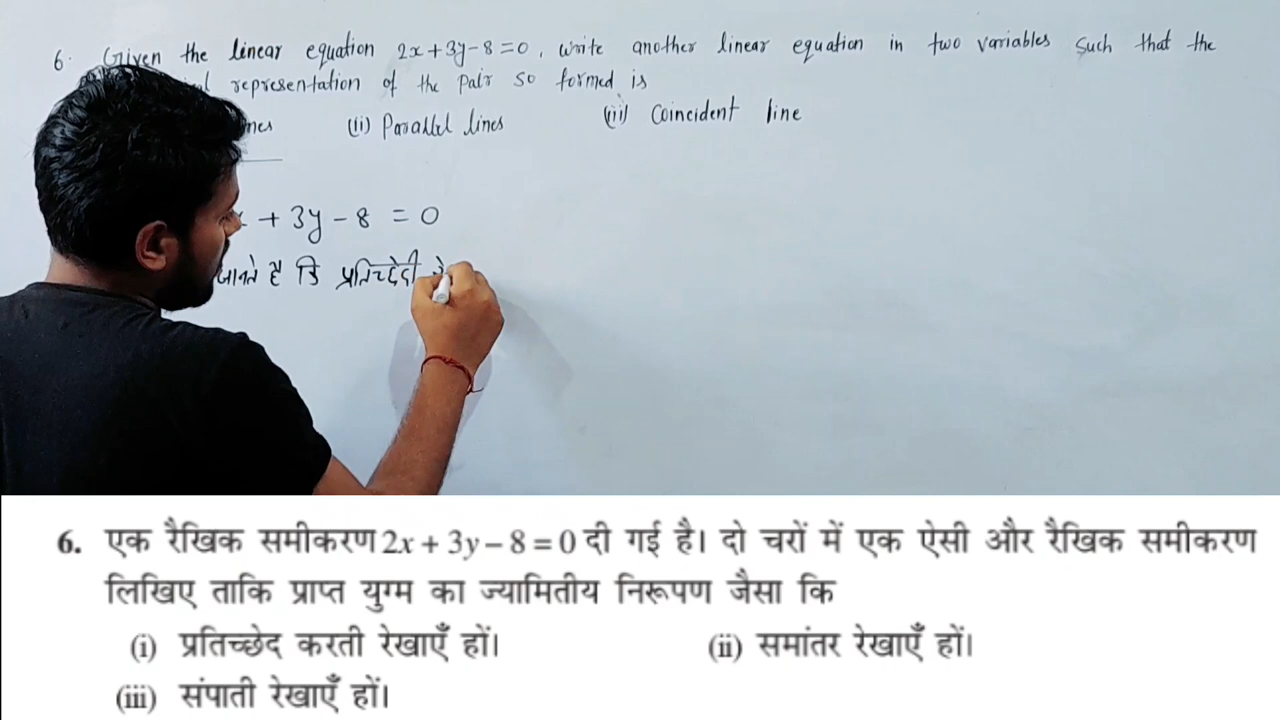 6. Given the linear equation 2x+3y-8=0, write another linear equation in two variables such that the
representation of the pair so formed is
(ii) Parallel lines (iii) Coincident line
+ 3y - 8 = 0
जानते हैं कि प्रतिच्छेदी
6. एक रैखिक समीकरण 2x + 3y – 8 = 0 दी गई है। दो चरों में एक ऐसी और रैखिक समीकरण
लिखिए ताकि प्राप्त युग्म का ज्यामितीय निरूपण जैसा कि
(i) प्रतिच्छेद करती रेखाएँ हों। (ii) समांतर रेखाएँ हों।
(iii) संपाती रेखाएँ हों।